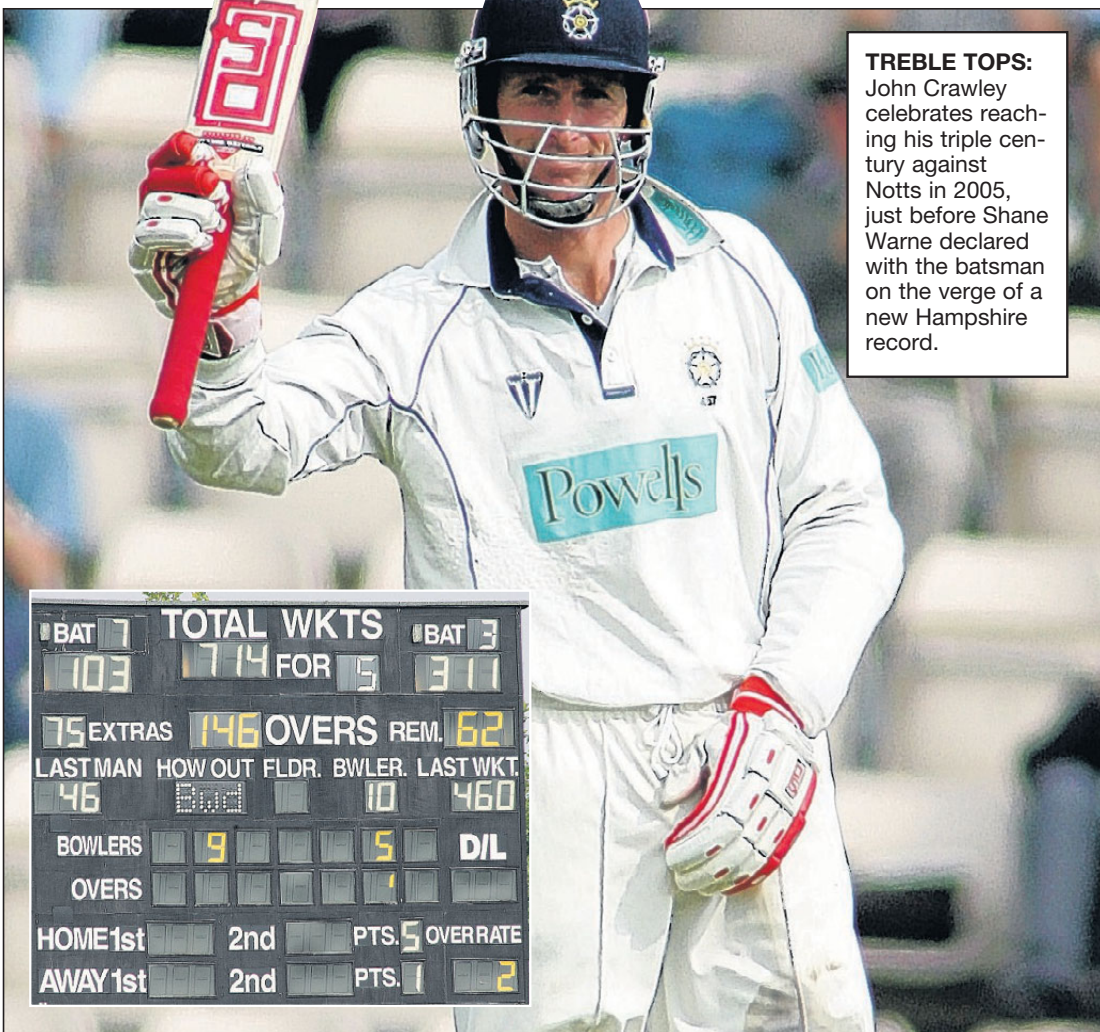 TREBLE TOPS:
John Crawley
celebrates reach-
ing his triple cen-
tury against
Notts in 2005,
just before Shane
Warne declared
with the batsman
on the verge of a
new Hampshire
record.
Powells
BAT 7 TOTAL WKTS BAT 3
103 714 FOR 5 311
75 EXTRAS 146 OVERS REM. 62
LAST MAN HOW OUT FLDR. BWLER. LAST WKT.
46 Bwd 10 460
BOWLERS 9 5 D/L
OVERS 1
HOME 1st 2nd PTS. 5 OVER RATE
AWAY 1st 2nd PTS. 1 2